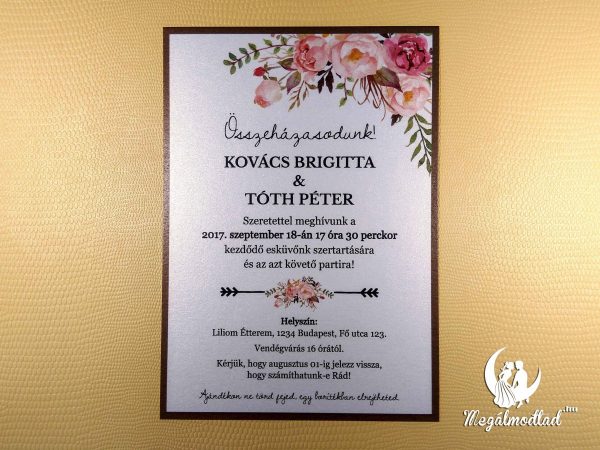 Összeházasodunk!
KOVÁCS BRIGITTA
&
TÓTH PÉTER
Szeretettel meghívunk a
2017. szeptember 18-án 17 óra 30 perckor
kezdődő esküvőnk szertartására
és az azt követő partira!
Helyszín:
Liliom Étterem, 1234 Budapest, Fő utca 123.
Vendégvárás 16 órától.
Kérjük, hogy augusztus 01-ig jelezz vissza,
hogy számíthatunk-e Rád!
Ajándékon ne törd fejed, egy borítékban elrejtheted.
Megálmodtad.hu